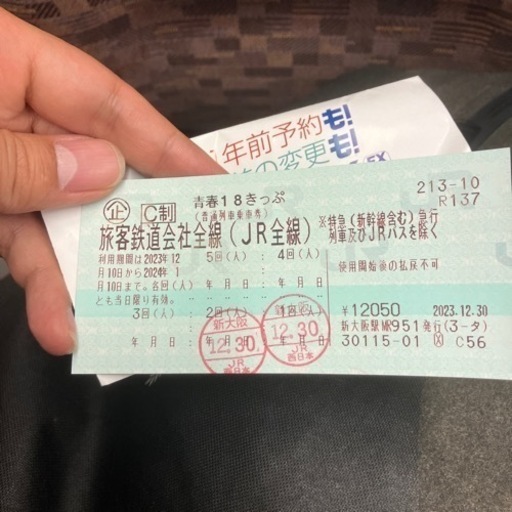 年前予約も!
の変更も!
EX
213-10
R137
企 C制 青春18きっぷ
(普通列車乗車券)
旅客鉄道会社全線(JR全線)
※特急(新幹線含む)急行
列車及びJRバスを除く
利用期間は2023年12
月10日から2024年1
月10日まで。各回(人)
とも当日限り有効。
5回(人): 4回(人)
使用開始後の払戻不可
月 日: 月 日
3回(人): 2回(人): 1回(人)
年 月 日: 年 月 日: 年 月 日
新大阪
12.30
JR
西日本
12.30
JR
西日本
¥12050 2023.12.30
新大阪駅MR951発行(3-タ)
30115-01 C56